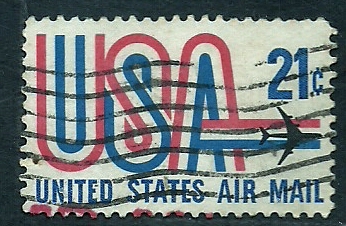 USA 21¢
UNITED STATES AIR MAIL